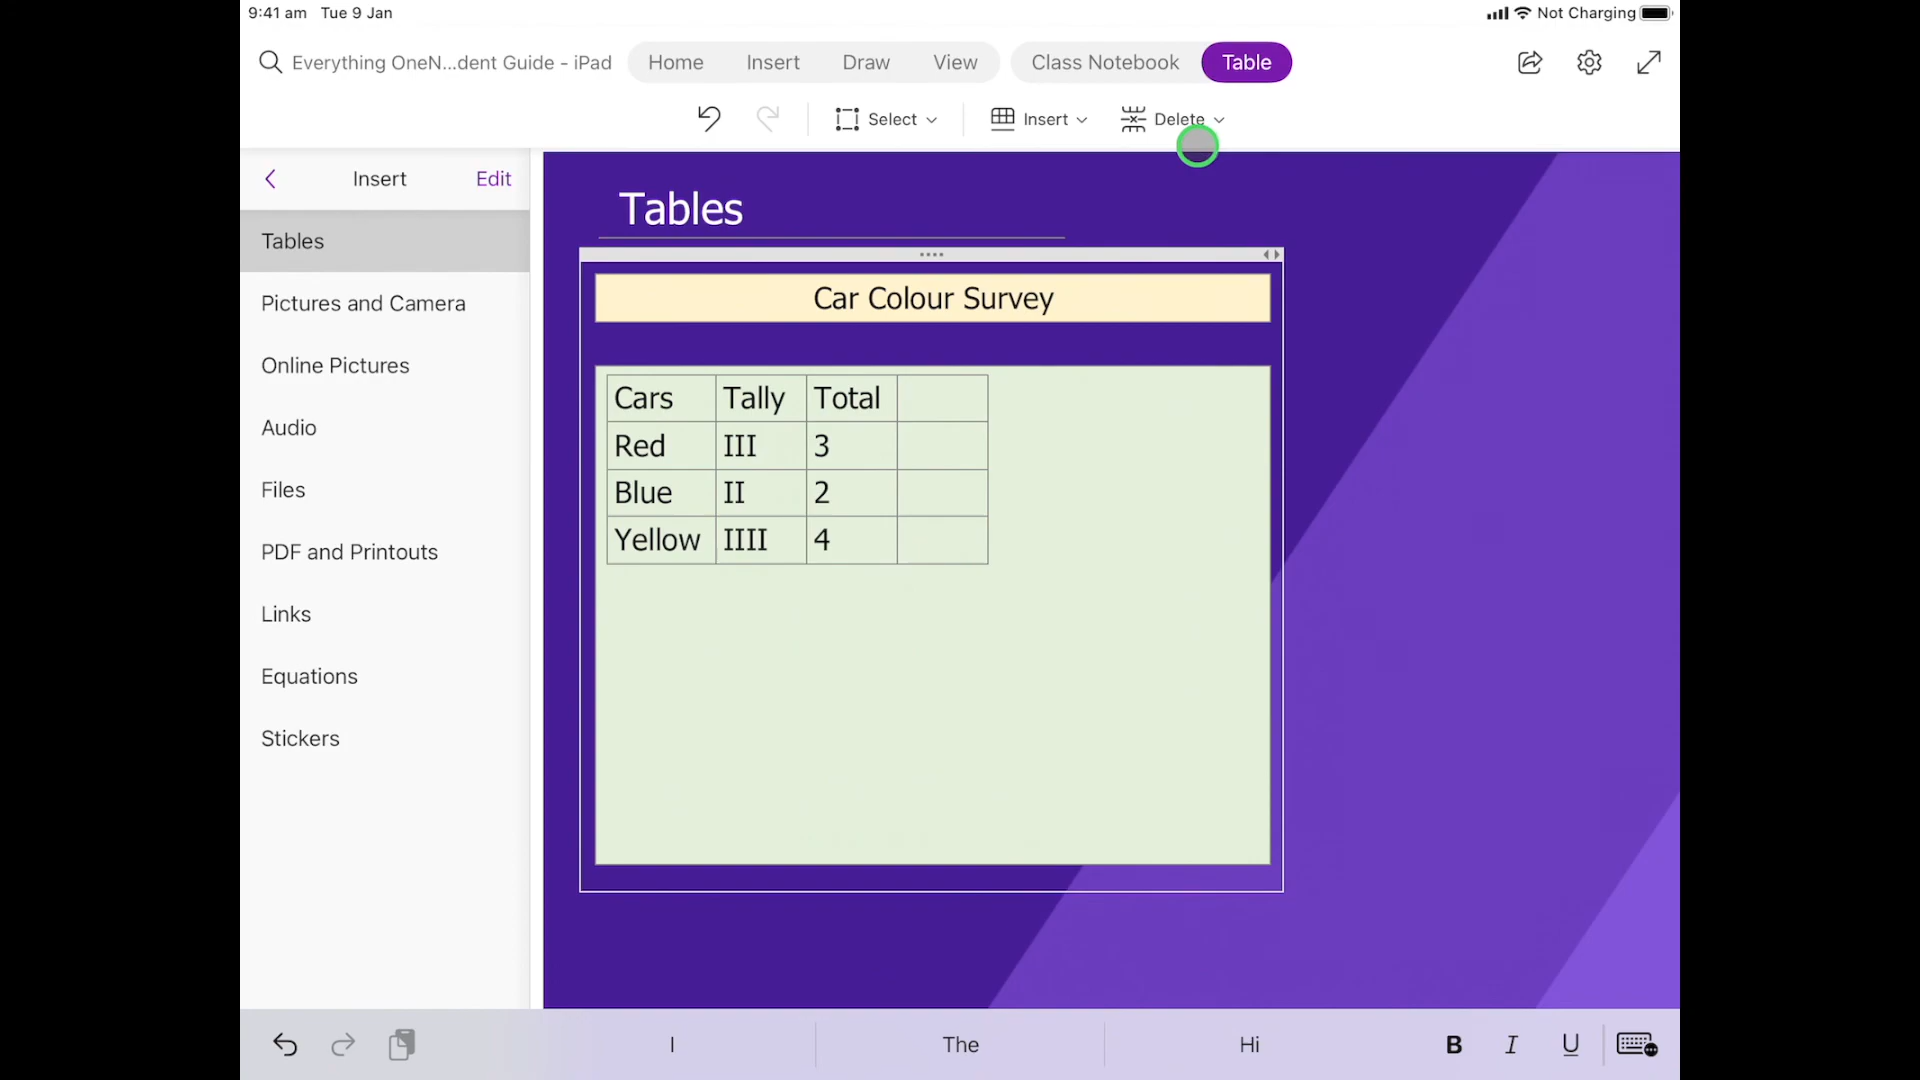 9:41 am Tue 9 Jan
Not Charging
Everything OneN...dent Guide - iPad
Home Insert Draw View Class Notebook Table
Select Insert Delete
Insert Edit
Tables
Pictures and Camera
Online Pictures
Audio
Files
PDF and Printouts
Links
Equations
Stickers
Tables
Car Colour Survey
Cars Tally Total
Red III 3
Blue II 2
Yellow IIII 4
I The Hi B I U